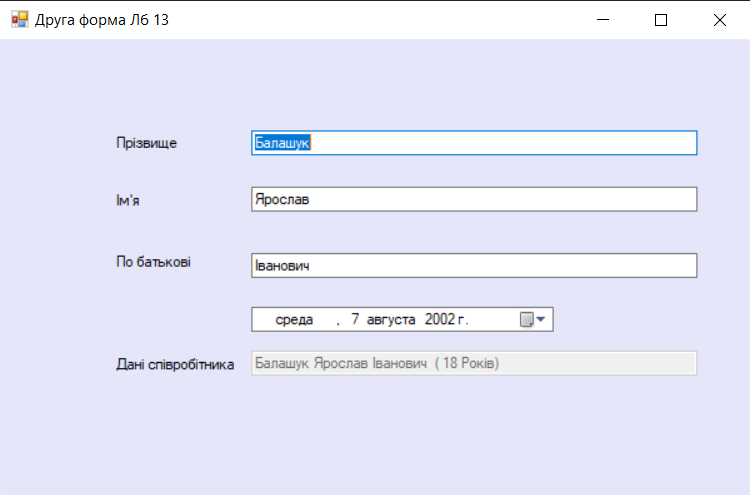 Друга форма Лб 13
Прізвище Балашук
Ім'я Ярослав
По батькові Іванович
среда , 7 августа 2002 г.
Дані співробітника Балашук Ярослав Іванович ( 18 Років)